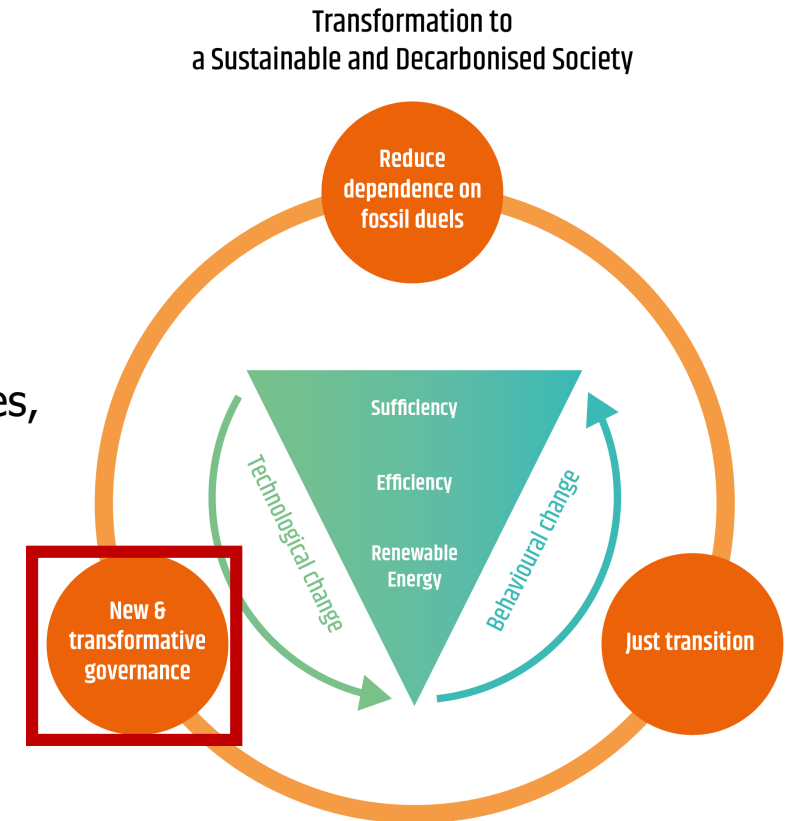 Transformation to
a Sustainable and Decarbonised Society
Reduce
dependence on
fossil duels
es,
Sufficiency
Efficiency
Renewable
Energy
Technological change
Behavioural change
New &
transformative
governance
Just transition